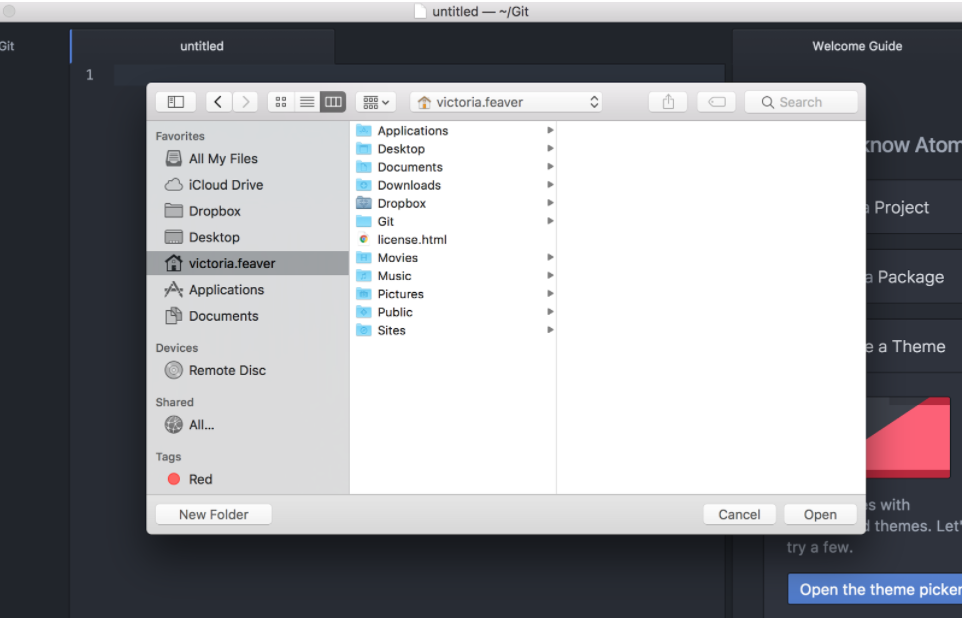 untitled — ~/Git
Git
untitled
Welcome Guide
1
victoria.feaver
Search
Favorites
All My Files
iCloud Drive
Dropbox
Desktop
victoria.feaver
Applications
Documents
Devices
Remote Disc
Shared
All...
Tags
Red
Applications
Desktop
Documents
Downloads
Dropbox
Git
license.html
Movies
Music
Pictures
Public
Sites
New Folder
Cancel
Open
know Atom
a Project
a Package
e a Theme
s with
d themes. Let'
try a few.
Open the theme picker